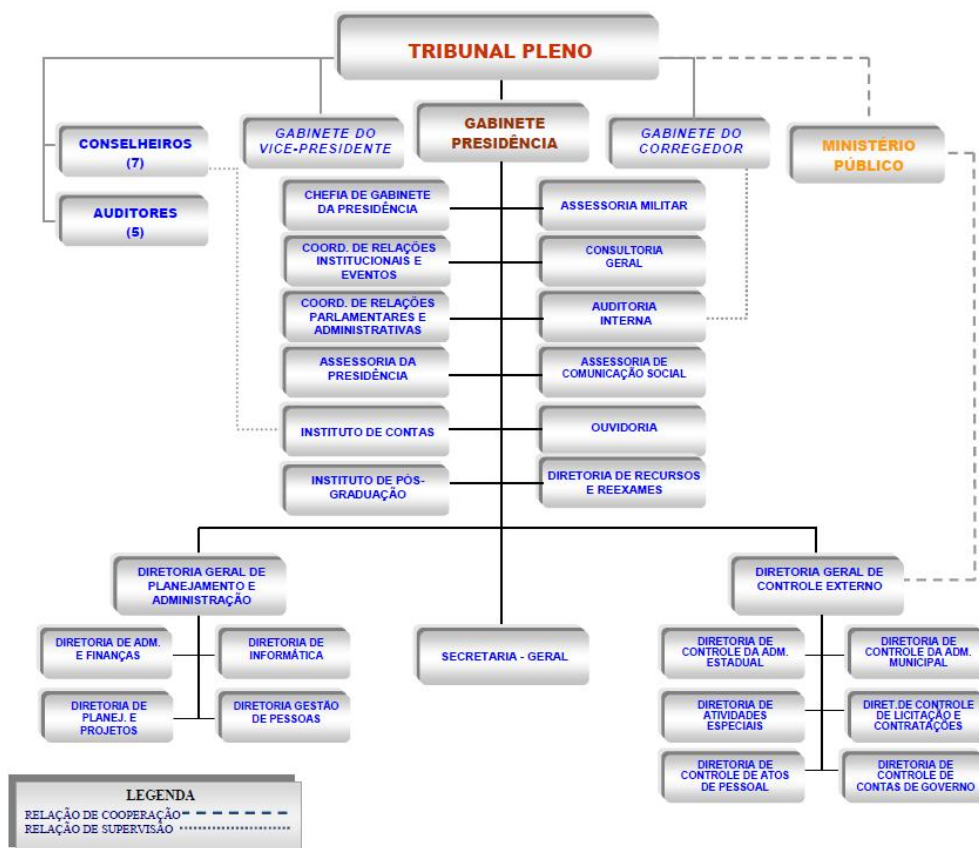 TRIBUNAL PLENO
CONSELHEIROS
(7)
GABINETE DO
VICE-PRESIDENTE
GABINETE
PRESIDÊNCIA
GABINETE DO
CORREGEDOR
MINISTÉRIO
PÚBLICO
AUDITORES
(5)
CHEFIA DE GABINETE
DA PRESIDÊNCIA
ASSESSORIA MILITAR
COORD. DE RELAÇÕES
INSTITUCIONAIS E
EVENTOS
CONSULTORIA
GERAL
COORD. DE RELAÇÕES
PARLAMENTARES E
ADMINISTRATIVAS
AUDITORIA
INTERNA
ASSESSORIA DA
PRESIDÊNCIA
ASSESSORIA DE
COMUNICAÇÃO SOCIAL
INSTITUTO DE CONTAS
OUVIDORIA
INSTITUTO DE PÓS-
GRADUAÇÃO
DIRETORIA DE RECURSOS
E REEXAMES
DIRETORIA GERAL DE
PLANEJAMENTO E
ADMINISTRAÇÃO
DIRETORIA GERAL DE
CONTROLE EXTERNO
DIRETORIA DE ADM.
E FINANÇAS
DIRETORIA DE
INFORMÁTICA
SECRETARIA - GERAL
DIRETORIA DE
CONTROLE DA ADM.
ESTADUAL
DIRETORIA DE
CONTROLE DA ADM.
MUNICIPAL
DIRETORIA DE
PLANEJ. E
PROJETOS
DIRETORIA GESTÃO
DE PESSOAS
DIRETORIA DE
ATIVIDADES
ESPECIAIS
DIRET.DE CONTROLE
DE LICITAÇÃO E
CONTRATAÇÕES
DIRETORIA DE
CONTROLE DE ATOS
DE PESSOAL
DIRETORIA DE
CONTROLE DE
CONTAS DE GOVERNO
LEGENDA
RELAÇÃO DE COOPERAÇÃO
RELAÇÃO DE SUPERVISÃO